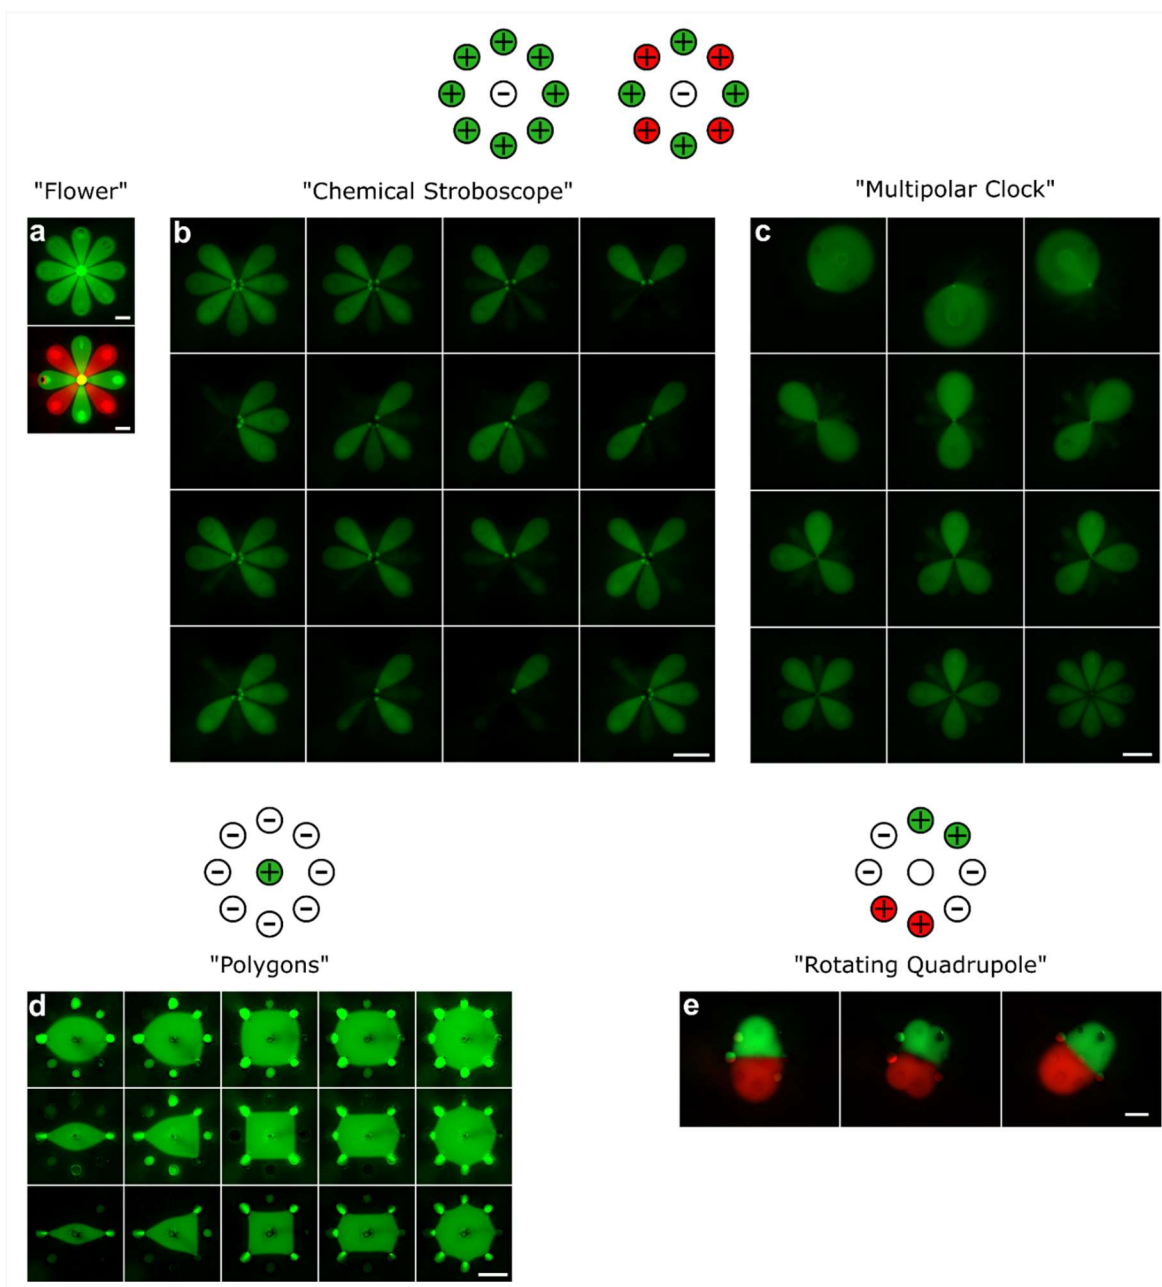 + + + + + + + + -
+ + + + + + + + -
"Flower"
"Chemical Stroboscope"
"Multipolar Clock"
a
b
c
- - - - + - - - -
- + + - - + + -
"Polygons"
"Rotating Quadrupole"
d
e